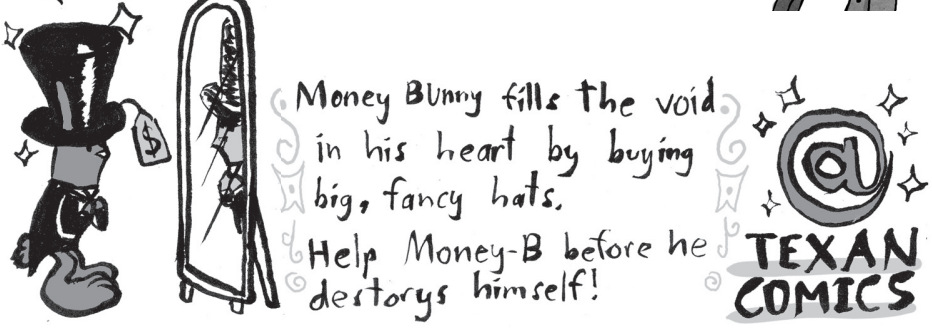 $
Money Bunny fills the void
in his heart by buying
big, fancy hats.
Help Money-B before he
destorys himself!
@
TEXAN
COMICS